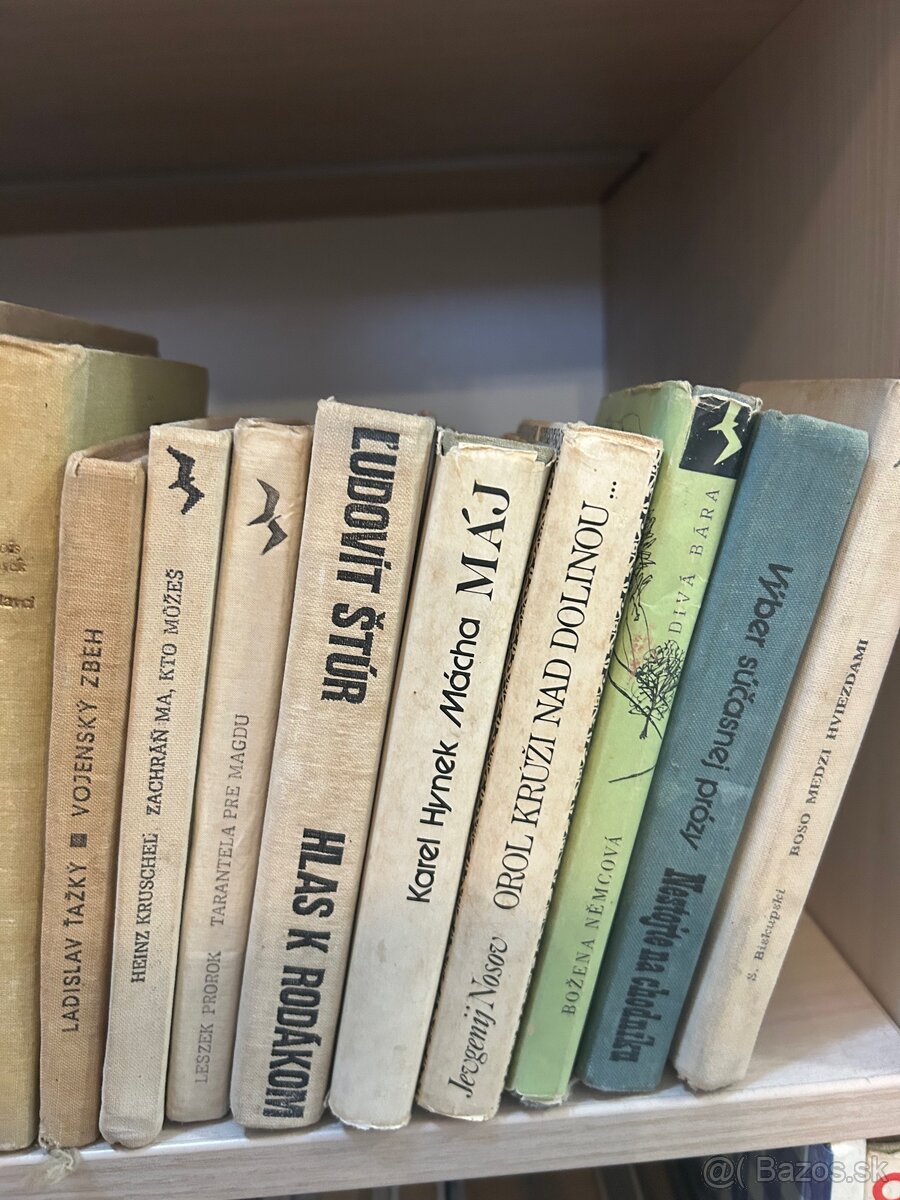 LADISLAV ŤAŽKÝ ■ VOJENSKÝ ZBEH
HEINZ KRUSCHEL ZACHRÁŇ MA, KTO MÔŽEŠ
LESZEK PROROK TARANTELA PRE MAGDU
ĽUDOVÍT ŠTÚR HLAS K RODÁKOM
Karel Hynek Mácha MÁJ
Jevgenij Nosov OROL KRÚŽI NAD DOLINOU...
BOŽENA NĚMCOVÁ DIVÁ BÁRA
Výber súčasnej prózy Nestojte na chodníku
S. Biskupski BOSO MEDZI HVIEZDAMI
@( Bazos.sk